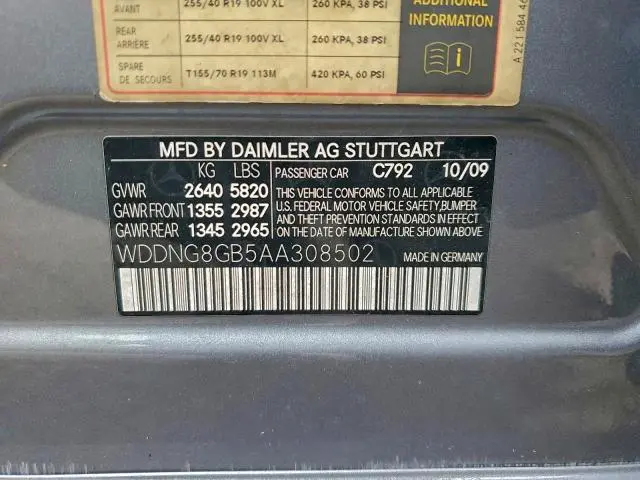 AVANT 255/40 R19 100V XL 260 KPA, 38 PSI
REAR
ARRIÈRE 255/40 R19 100V XL 260 KPA, 38 PSI
SPARE
DE SECOURS T155/70 R19 113M 420 KPA, 60 PSI
ADDITIONAL
INFORMATION
A 221 584 46
MFD BY DAIMLER AG STUTTGART
KG LBS PASSENGER CAR C792 10/09
GVWR 2640 5820
GAWR FRONT 1355 2987
GAWR REAR 1345 2965
THIS VEHICLE CONFORMS TO ALL APPLICABLE
U.S. FEDERAL MOTOR VEHICLE SAFETY,BUMPER
AND THEFT PREVENTION STANDARDS IN EFFECT
ON THE DATE OF MANUFACTURE SHOWN ABOVE
WDDNG8GB5AA308502 MADE IN GERMANY